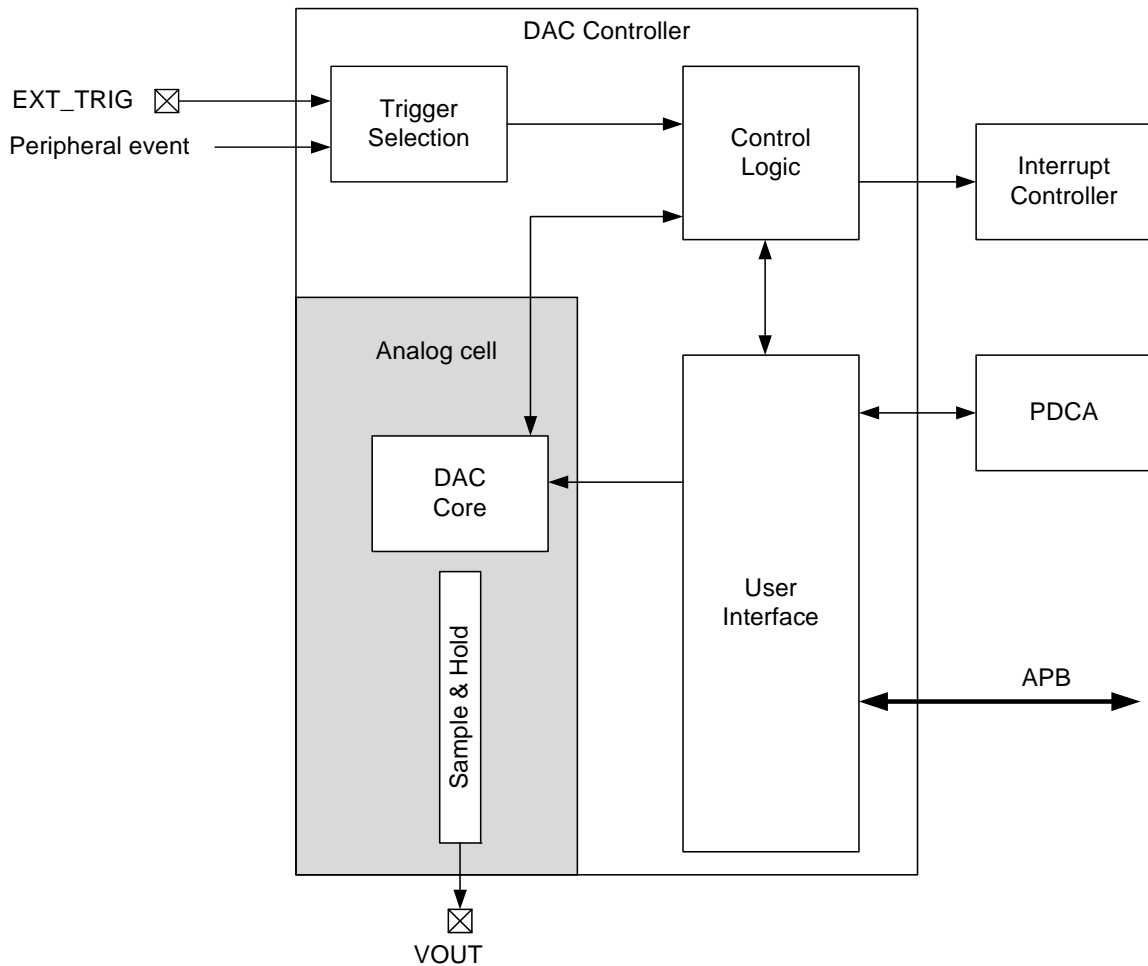 DAC Controller
EXT_TRIG
Peripheral event
Trigger
Selection
Control
Logic
Interrupt
Controller
Analog cell
PDCA
DAC
Core
User
Interface
Sample & Hold
APB
VOUT